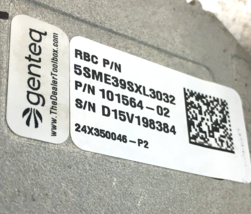 genteq
www.TheDealerToolbox.com
RBC P/N
5SME39SXL3032
P/N 101564-02
S/N D15V198384
24X350046-P2